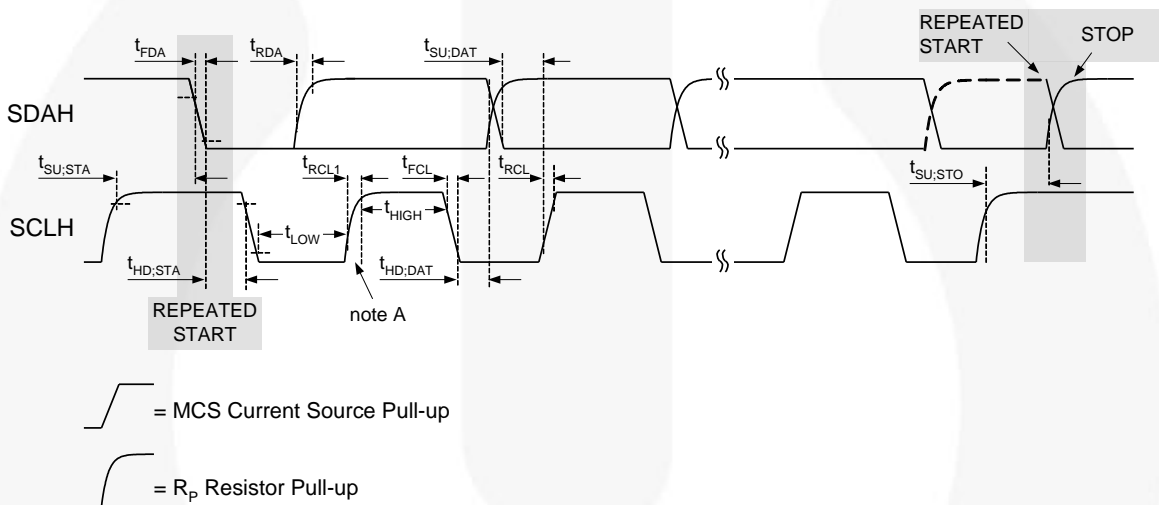 REPEATED
START
STOP
tFDA
tRDA
tSU;DAT
SDAH
tSU;STA
tRCL1
tFCL
tRCL
tSU;STO
SCLH
tHIGH
tLOW
tHD;STA
tHD;DAT
REPEATED
START
note A
= MCS Current Source Pull-up
= RP Resistor Pull-up